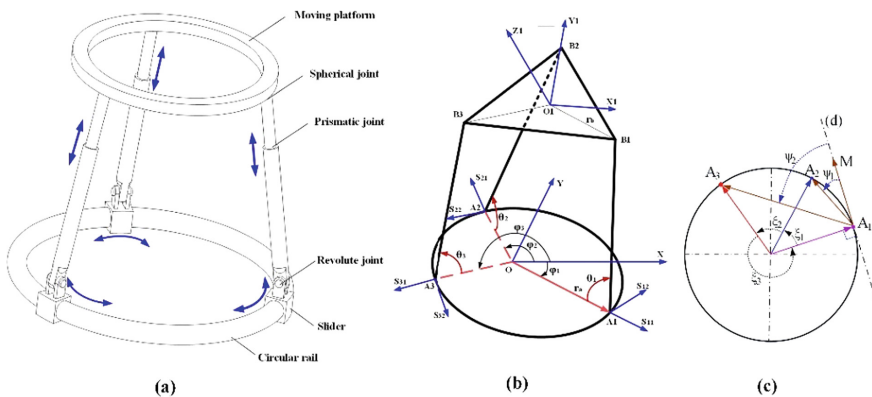 Moving platform
Spherical joint
Prismatic joint
Revolute joint
Slider
Circular rail
(a)
Z1
Y1
B2
X1
O1
B3
r_b
B1
S21
A2
S22
θ2
Y
φ3
φ2
X
θ3
O
φ1
θ1
S31
A3
S32
r_a
S12
A1
S11
(b)
(d)
ψ2
M
A3
A2
ψ1
ξ2
ξ1
A1
ξ3
(c)